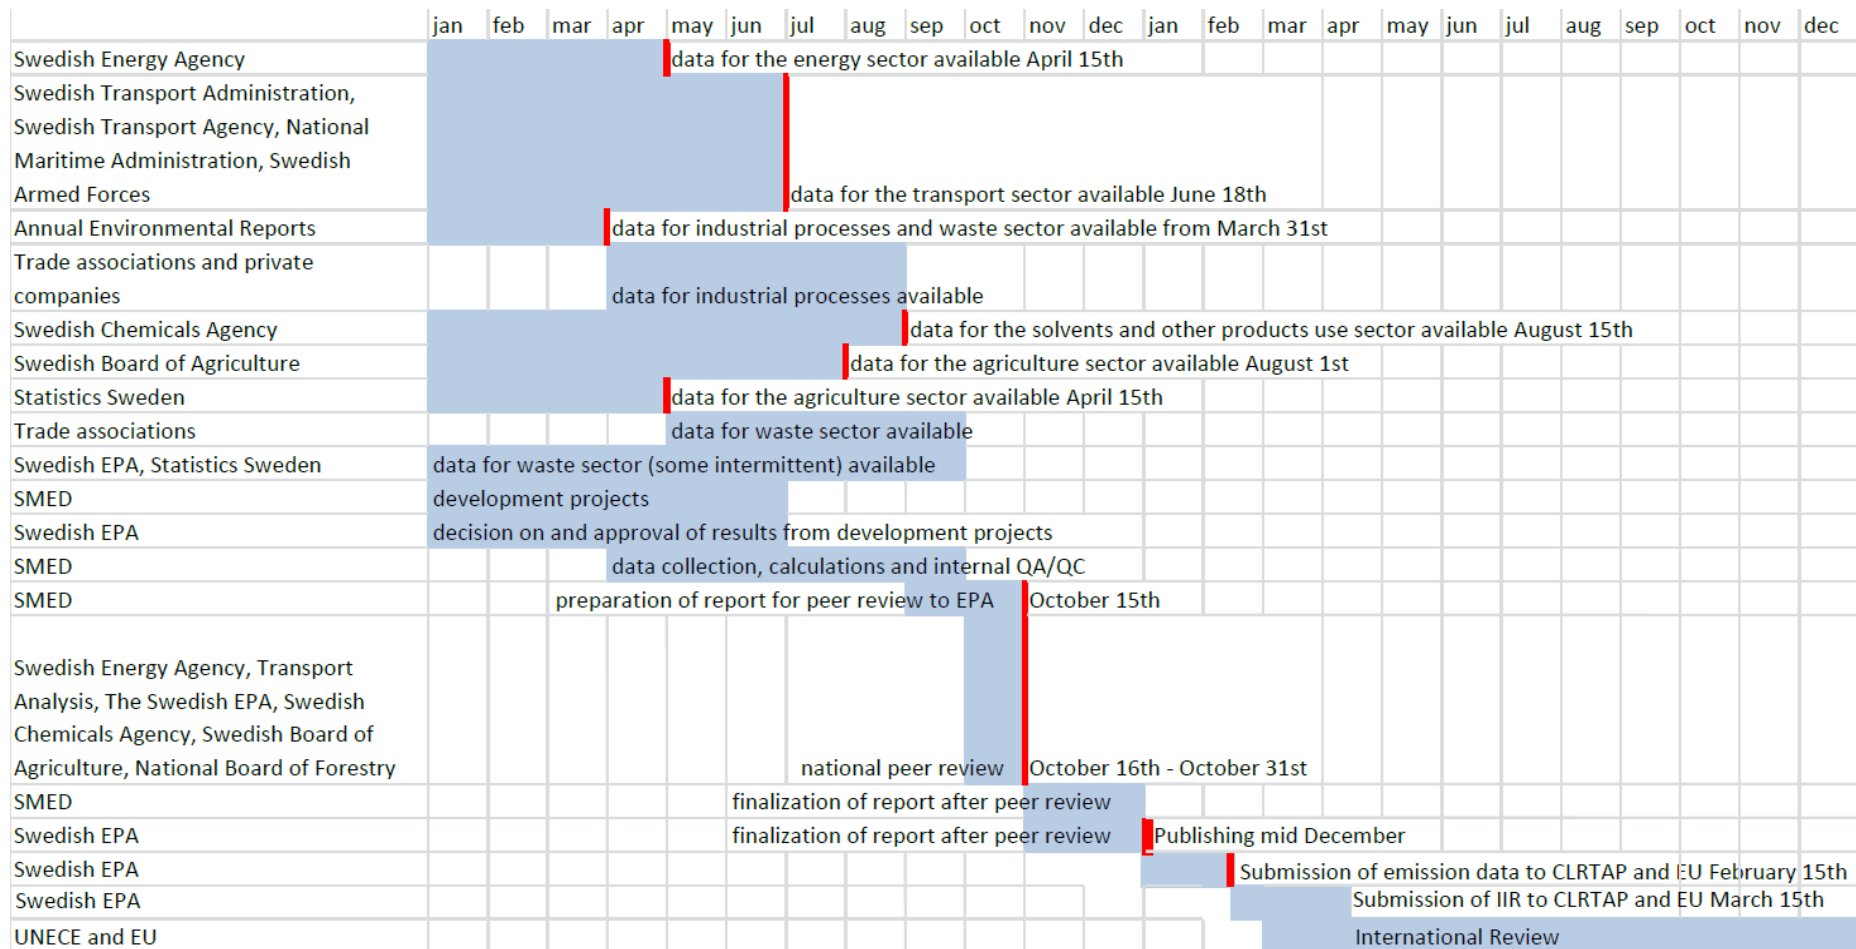 jan feb mar apr may jun jul aug sep oct nov dec jan feb mar apr may jun jul aug sep oct nov dec
Swedish Energy Agency data for the energy sector available April 15th
Swedish Transport Administration,
Swedish Transport Agency, National
Maritime Administration, Swedish
Armed Forces data for the transport sector available June 18th
Annual Environmental Reports data for industrial processes and waste sector available from March 31st
Trade associations and private
companies data for industrial processes available
Swedish Chemicals Agency data for the solvents and other products use sector available August 15th
Swedish Board of Agriculture data for the agriculture sector available August 1st
Statistics Sweden data for the agriculture sector available April 15th
Trade associations data for waste sector available
Swedish EPA, Statistics Sweden data for waste sector (some intermittent) available
SMED development projects
Swedish EPA decision on and approval of results from development projects
SMED data collection, calculations and internal QA/QC
SMED preparation of report for peer review to EPA October 15th
Swedish Energy Agency, Transport
Analysis, The Swedish EPA, Swedish
Chemicals Agency, Swedish Board of
Agriculture, National Board of Forestry national peer review October 16th - October 31st
SMED finalization of report after peer review
Swedish EPA finalization of report after peer review Publishing mid December
Swedish EPA Submission of emission data to CLRTAP and EU February 15th
Swedish EPA Submission of IIR to CLRTAP and EU March 15th
UNECE and EU International Review